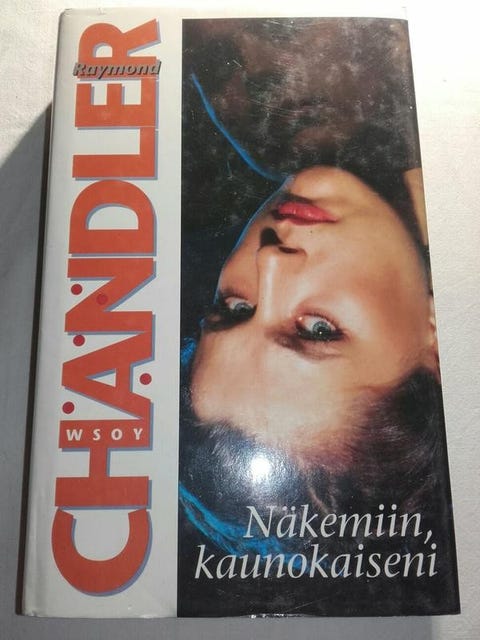 Raymond
CHANDLER
WSOY
Näkemiin,
kaunokaiseni